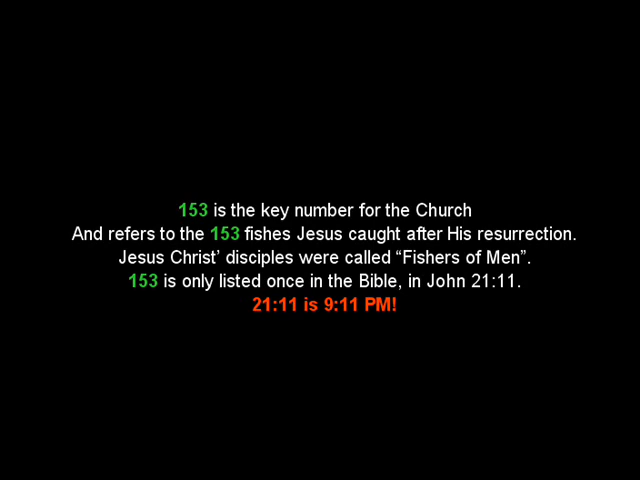 153 is the key number for the Church
And refers to the 153 fishes Jesus caught after His resurrection.
Jesus Christ’ disciples were called “Fishers of Men”.
153 is only listed once in the Bible, in John 21:11.
21:11 is 9:11 PM!